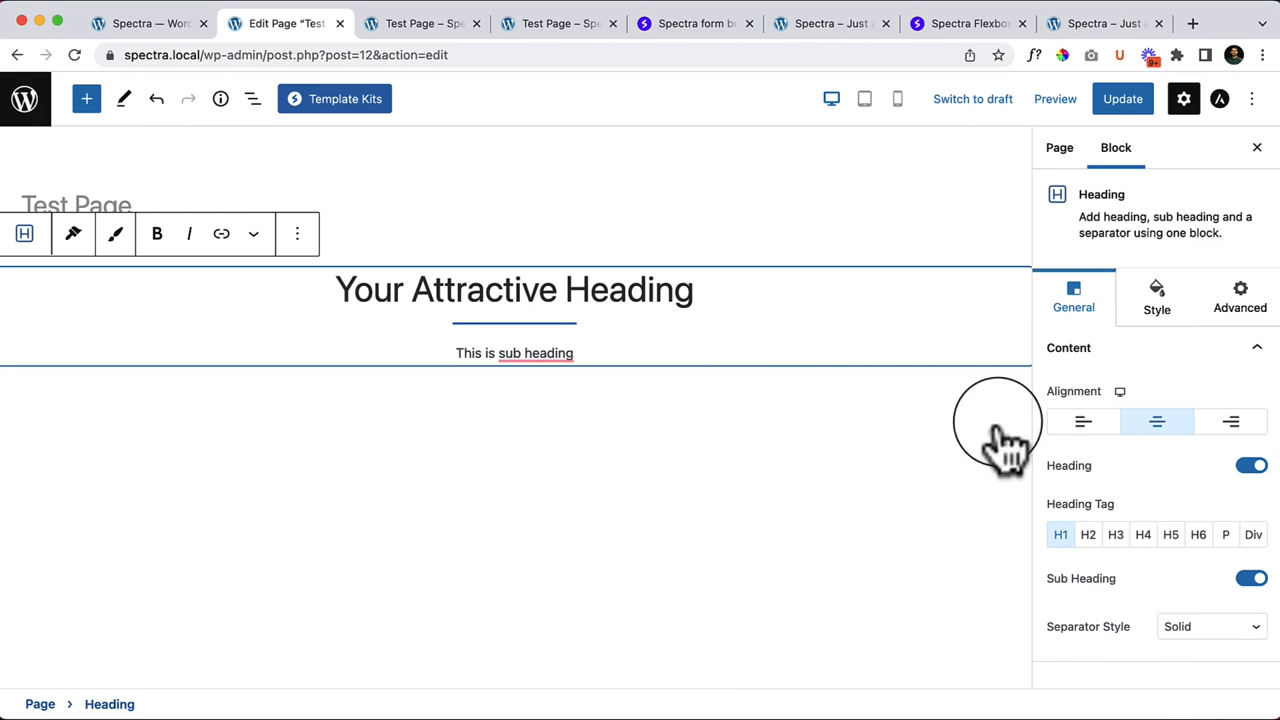 Spectra — Word
Edit Page “Test
Test Page – Spe
Test Page – Spe
Spectra form bu
Spectra – Just a
Spectra Flexbo
Spectra – Just a
spectra.local/wp-admin/post.php?post=12&action=edit
f?
U
9+
Template Kits
Switch to draft
Preview
Update
Page
Block
Test Page
H
Heading
Add heading, sub heading and a
separator using one block.
H
B
I
Your Attractive Heading
This is sub heading
General
Style
Advanced
Content
Alignment
Heading
Heading Tag
H1 H2 H3 H4 H5 H6 P Div
Sub Heading
Separator Style
Solid
Page › Heading